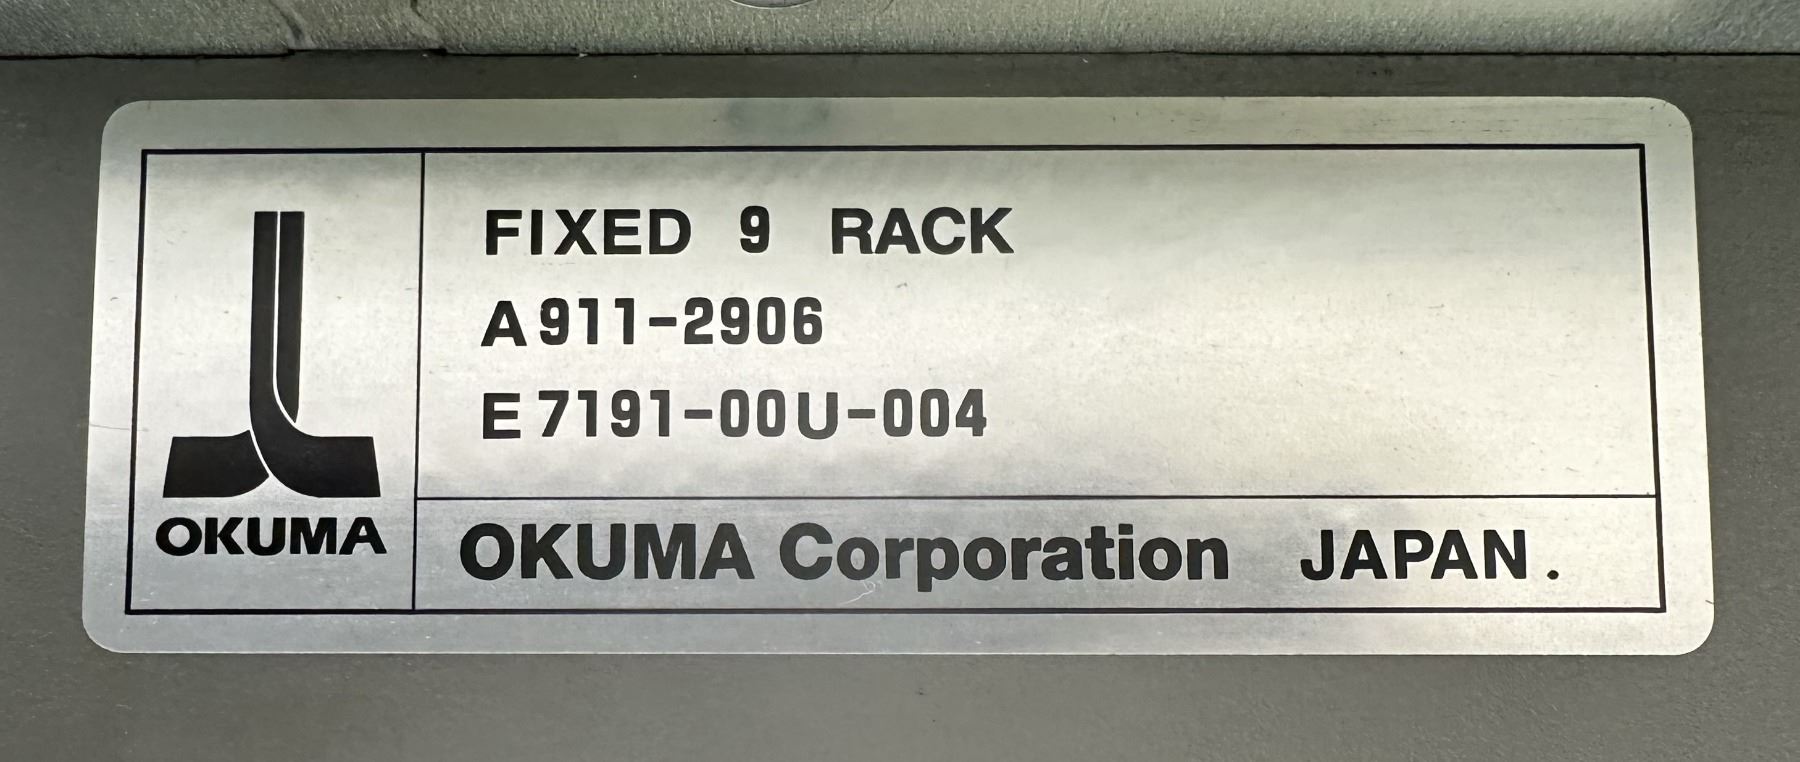 FIXED 9 RACK
A911-2906
E7191-00U-004
OKUMA
OKUMA Corporation JAPAN.